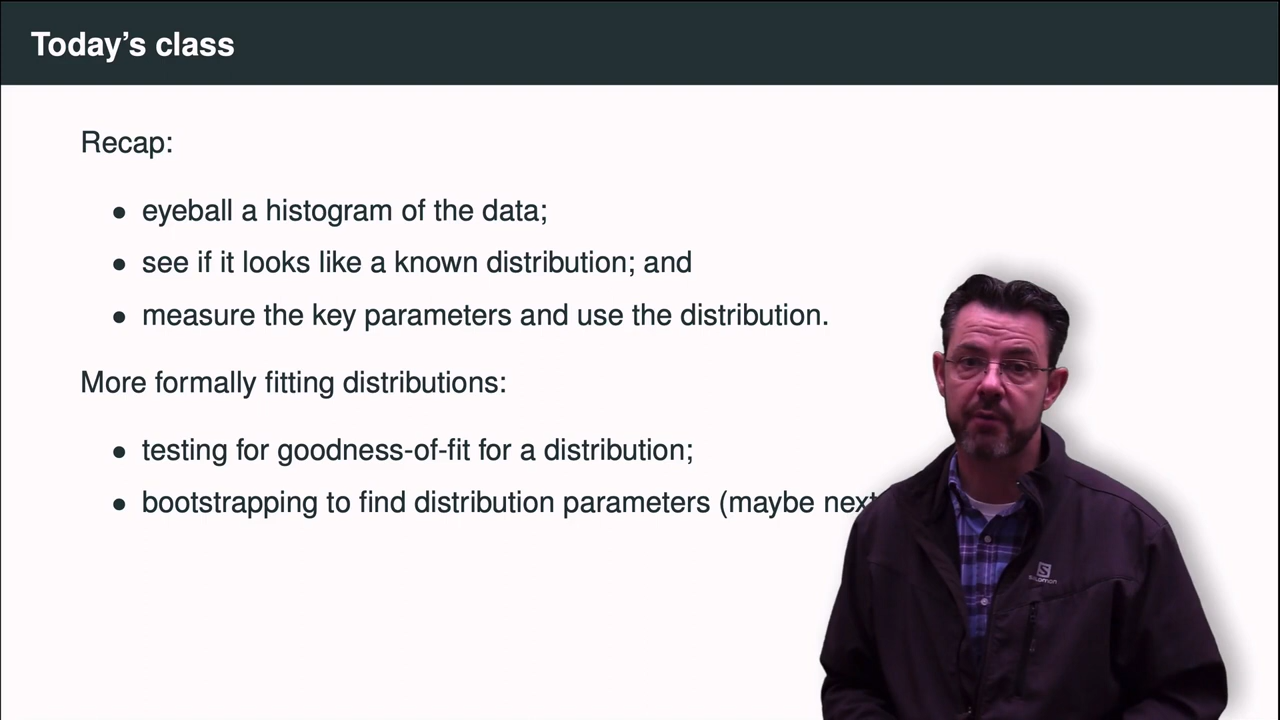 Today's class
Recap:
• eyeball a histogram of the data;
• see if it looks like a known distribution; and
• measure the key parameters and use the distribution.
More formally fitting distributions:
• testing for goodness-of-fit for a distribution;
• bootstrapping to find distribution parameters (maybe
S
salomon